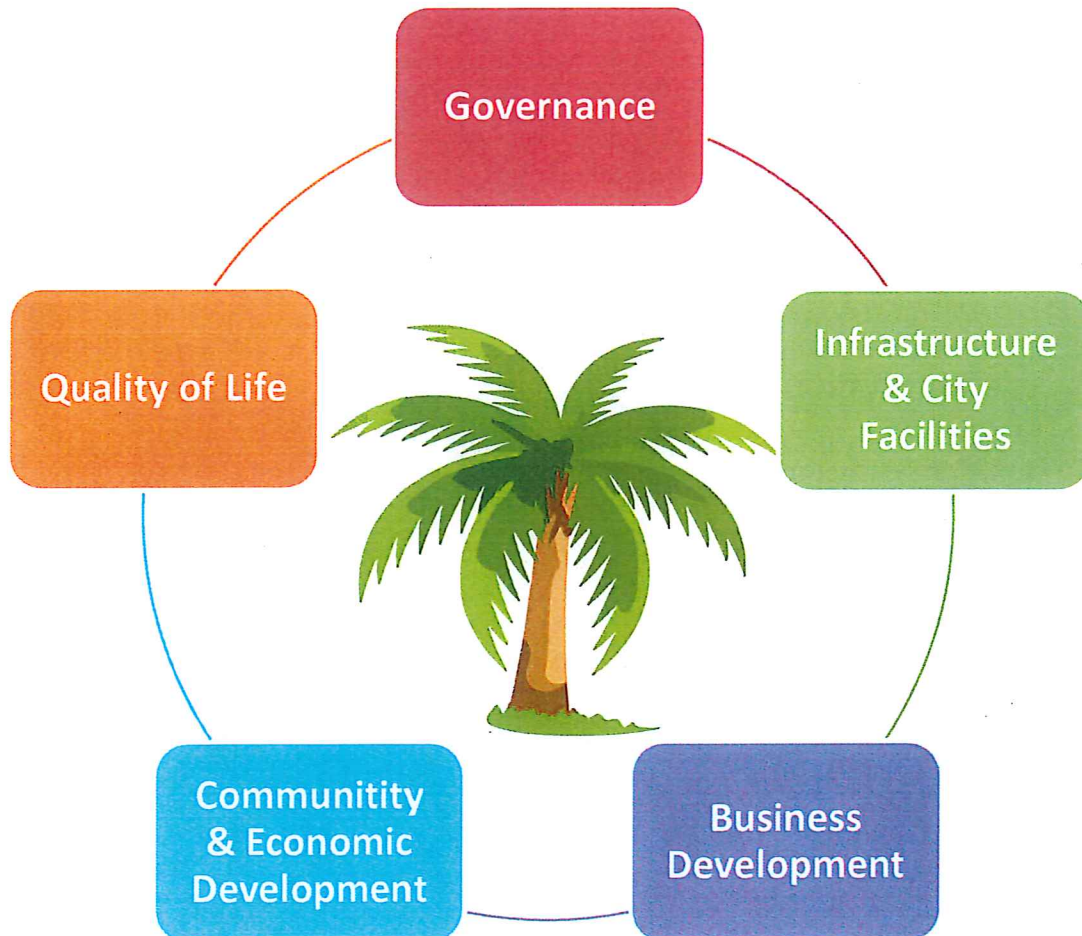 Governance
Infrastructure
& City
Facilities
Business
Development
Communitity
& Economic
Development
Quality of Life